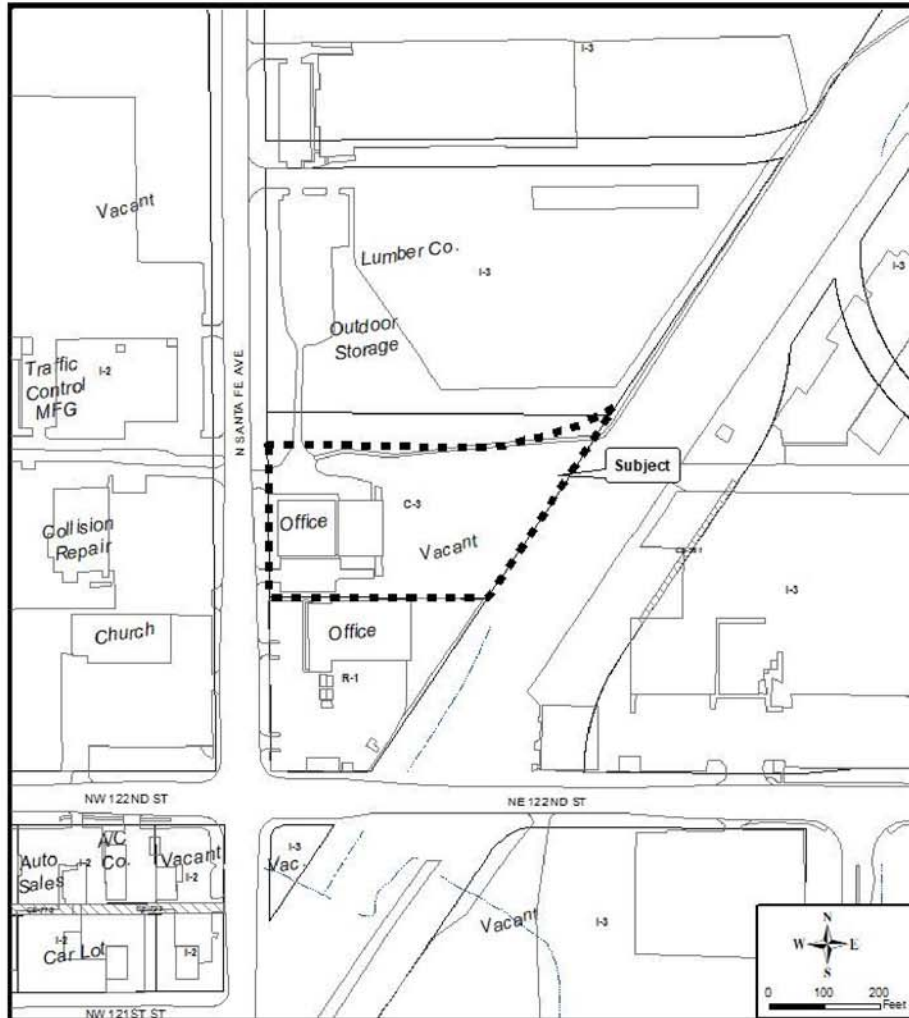 I-3
Vacant
Lumber Co.
I-3
I-3
Outdoor
Storage
N SANTA FE AVE
Traffic
Control
MFG
I-2
Subject
C-3
Office
Vacant
Collision
Repair
I-3
Church
Office
R-1
NW 122ND ST
NE 122ND ST
A/C
Co.
Auto
Sales
I-2
Vacant
I-2
I-3
Vac.
Vacant
I-3
I-2
Car Lot
I-2
NW 121ST ST
N
W E
S
0 100 200
Feet